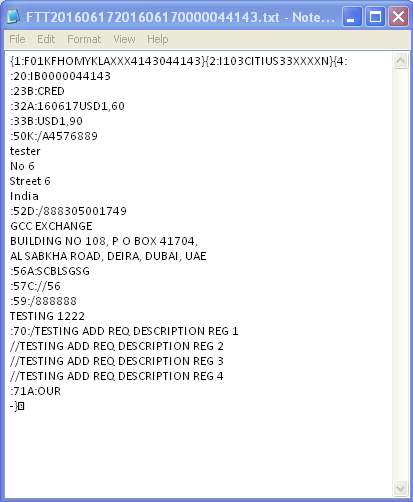 FTT20160617201606170000044143.txt - Note...
File Edit Format View Help
{1:F01KFHOMYKLAXXX4143044143}{2:I103CITIUS33XXXXN}{4:
:20:IB0000044143
:23B:CRED
:32A:160617USD1,60
:33B:USD1,90
:50K:/A4576889
tester
No 6
Street 6
India
:52D:/888305001749
GCC EXCHANGE
BUILDING NO 108, P O BOX 41704,
AL SABKHA ROAD, DEIRA, DUBAI, UAE
:56A:SCBLSGSG
:57C://56
:59:/888888
TESTING 1222
:70:/TESTING ADD REQ DESCRIPTION REG 1
//TESTING ADD REQ DESCRIPTION REG 2
//TESTING ADD REQ DESCRIPTION REG 3
//TESTING ADD REQ DESCRIPTION REG 4
:71A:OUR
-}